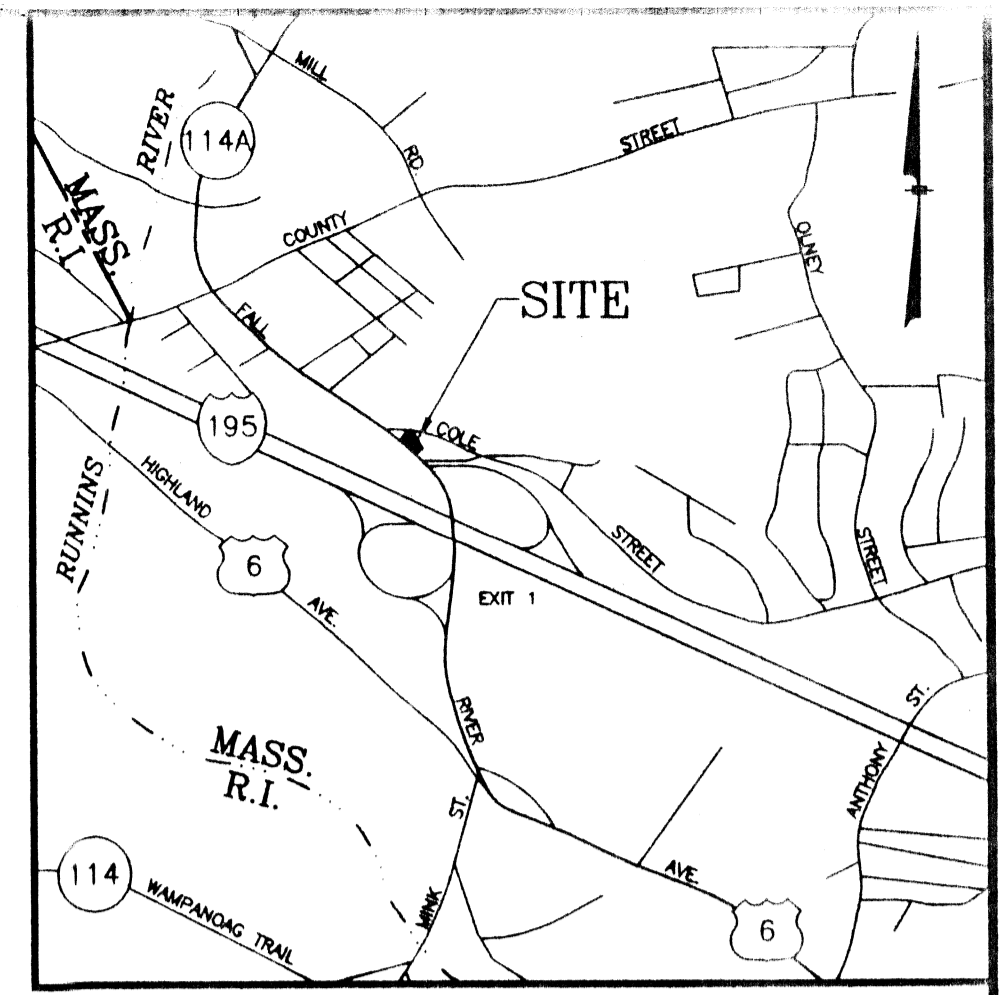 MILL
RD.
RIVER
114A
STREET
MASS.
R.I.
COUNTY
OLNEY
SITE
FALL
195
COLE
HIGHLAND
RUNNINS
STREET
STREET
6
EXIT 1
AVE.
ST.
RIVER
MASS.
R.I.
ANTHONY
ST.
114
AVE.
WAMPANOAG TRAIL
MINK
6